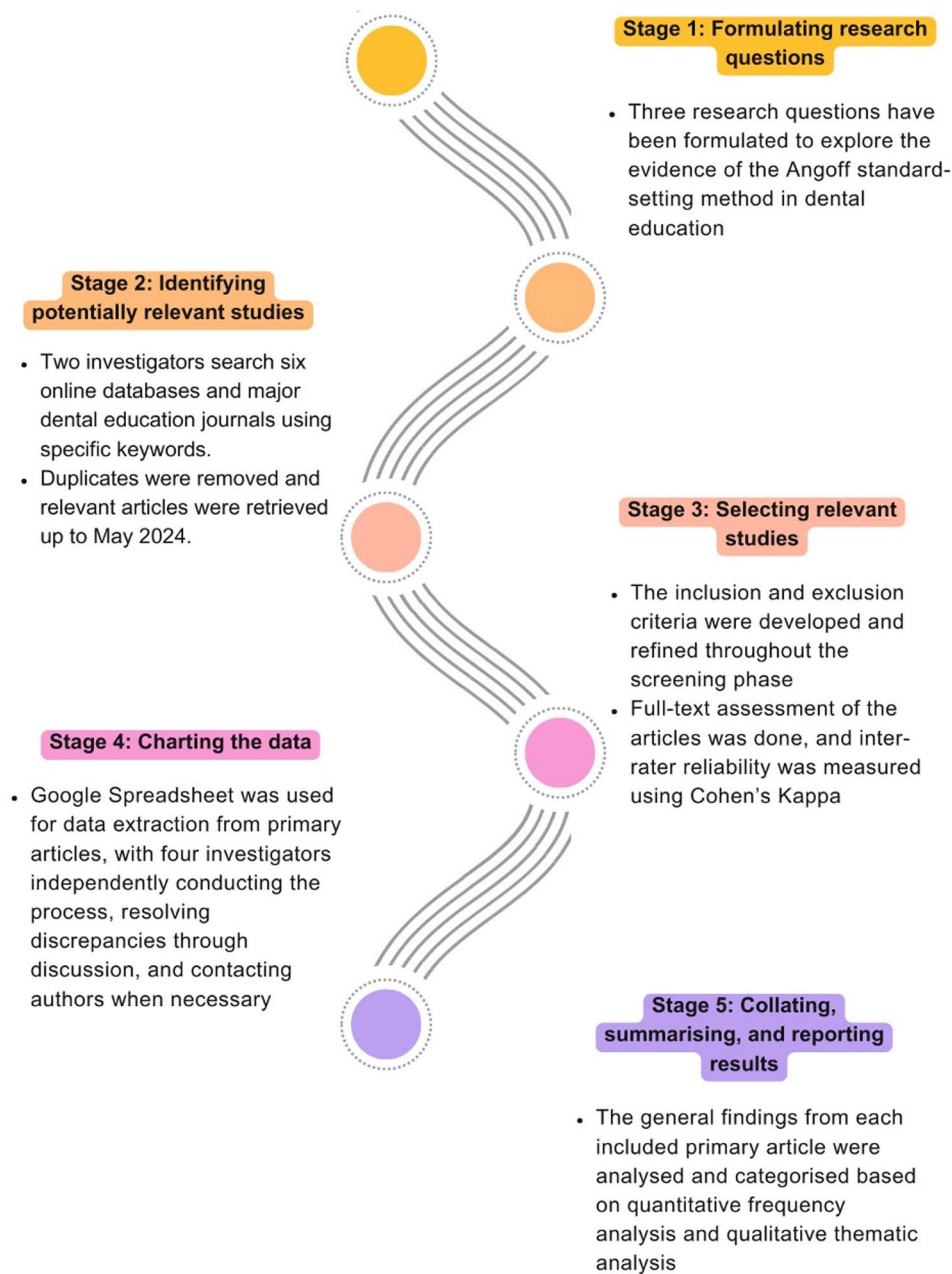 Stage 1: Formulating research
questions
• Three research questions have
been formulated to explore the
evidence of the Angoff standard-
setting method in dental
education
Stage 2: Identifying
potentially relevant studies
• Two investigators search six
online databases and major
dental education journals using
specific keywords.
• Duplicates were removed and
relevant articles were retrieved
up to May 2024.
Stage 3: Selecting relevant
studies
• The inclusion and exclusion
criteria were developed and
refined throughout the
screening phase
• Full-text assessment of the
articles was done, and inter-
rater reliability was measured
using Cohen’s Kappa
Stage 4: Charting the data
• Google Spreadsheet was used
for data extraction from primary
articles, with four investigators
independently conducting the
process, resolving
discrepancies through
discussion, and contacting
authors when necessary
Stage 5: Collating,
summarising, and reporting
results
• The general findings from each
included primary article were
analysed and categorised based
on quantitative frequency
analysis and qualitative thematic
analysis